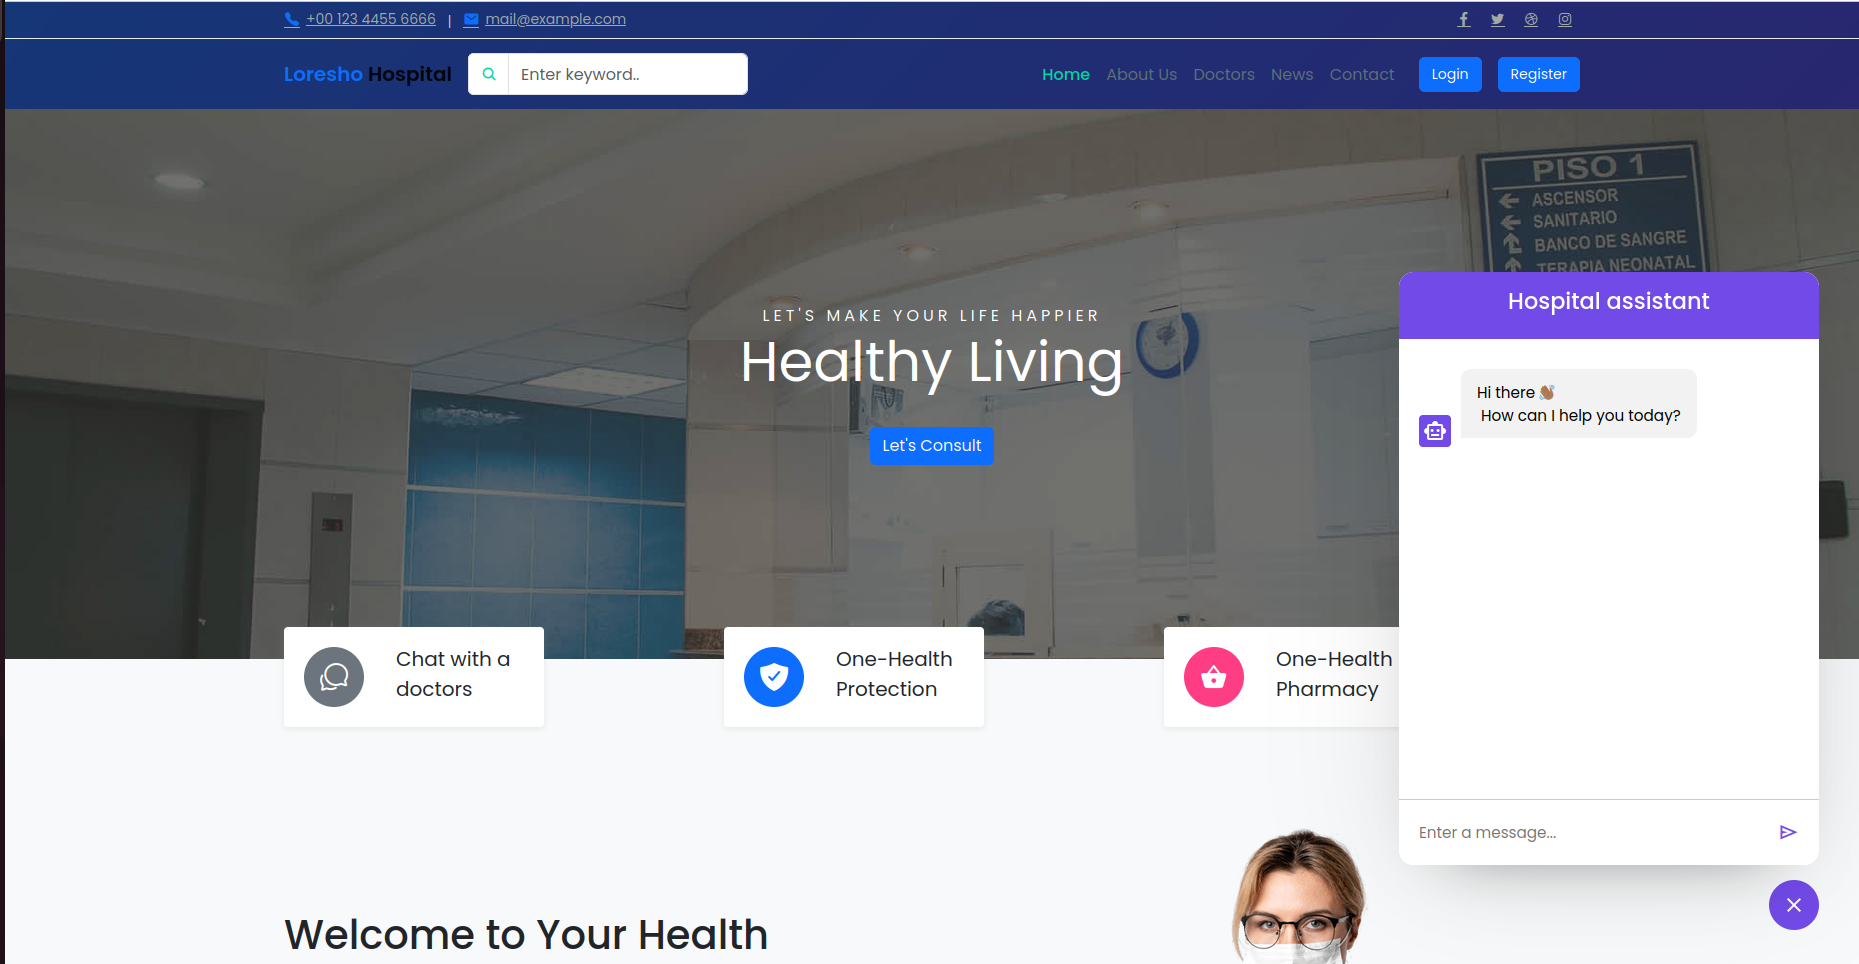 +00 123 4455 6666 | mail@example.com
Loresho Hospital
Enter keyword..
Home About Us Doctors News Contact Login Register
PISO 1
ASCENSOR
SANITARIO
BANCO DE SANGRE
TERAPIA NEONATAL
LET'S MAKE YOUR LIFE HAPPIER
Healthy Living
Let's Consult
Chat with a
doctors
One-Health
Protection
One-Health
Pharmacy
Welcome to Your Health
Hospital assistant
Hi there 👋🏾
How can I help you today?
Enter a message...